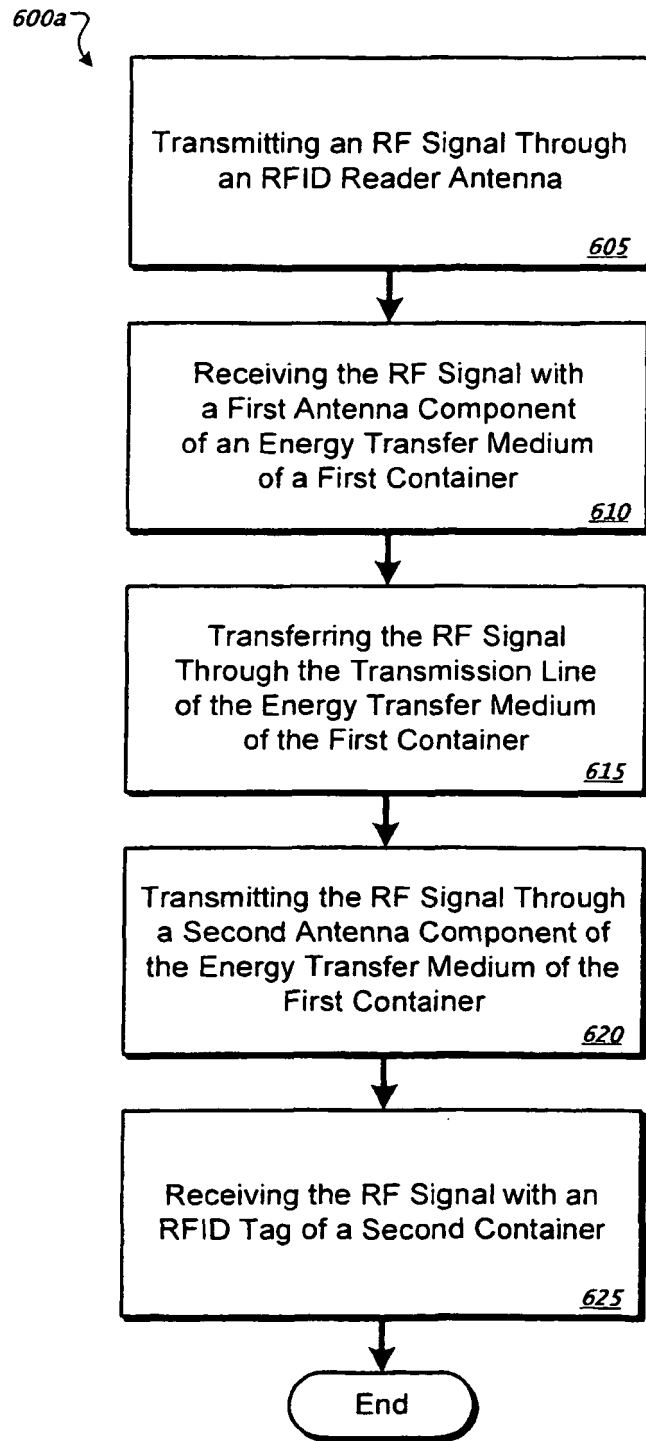 600a
Transmitting an RF Signal Through
an RFID Reader Antenna
605
Receiving the RF Signal with
a First Antenna Component
of an Energy Transfer Medium
of a First Container
610
Transferring the RF Signal
Through the Transmission Line
of the Energy Transfer Medium
of the First Container
615
Transmitting the RF Signal Through
a Second Antenna Component of
the Energy Transfer Medium of the
First Container
620
Receiving the RF Signal with an
RFID Tag of a Second Container
625
End